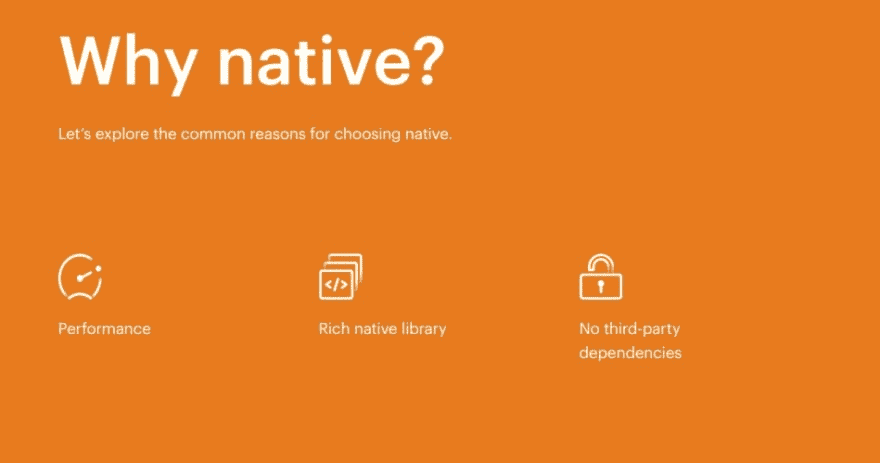 Why native?
Let's explore the common reasons for choosing native.
</>
Performance
Rich native library
No third-party
dependencies